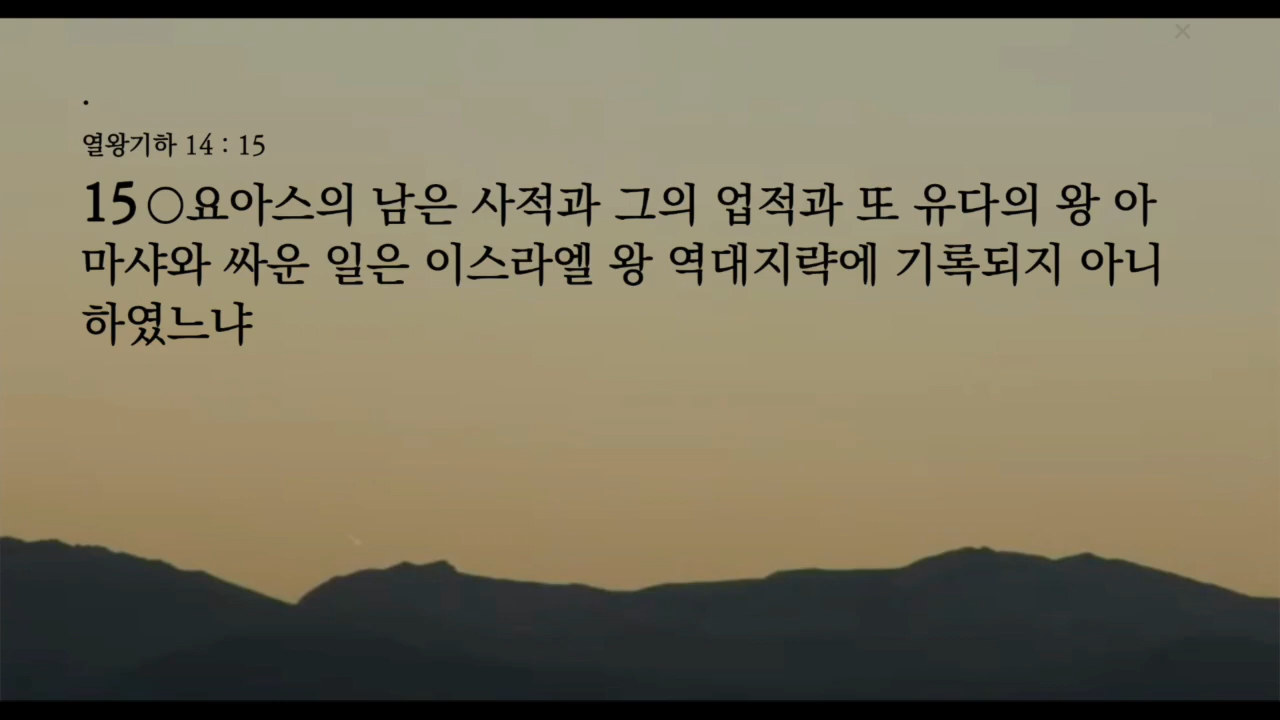 .
열왕기하 14 : 15
15○요아스의 남은 사적과 그의 업적과 또 유다의 왕 아
마샤와 싸운 일은 이스라엘 왕 역대지략에 기록되지 아니
하였느냐